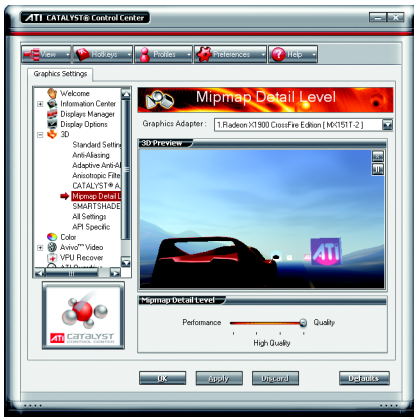 ATI CATALYST® Control Center
View
Hotkeys
Profiles
Preferences
Help
Graphics Settings
Welcome
Information Center
Displays Manager
Display Options
3D
Standard Setting
Anti-Aliasing
Adaptive Anti-Al
Anisotropic Filte
CATALYST® A.
Mipmap Detail L
SMARTSHADE
All Settings
API Specific
Color
Avivo™ Video
VPU Recover
ATI
CATALYST
CONTROL CENTER
Mipmap Detail Level
Graphics Adapter :
1.Radeon X1900 CrossFire Edition [ MX151T-2 ]
3D Preview
ATI
Mipmap Detail Level
Performance
Quality
High Quality
OK
Apply
Discard
Defaults